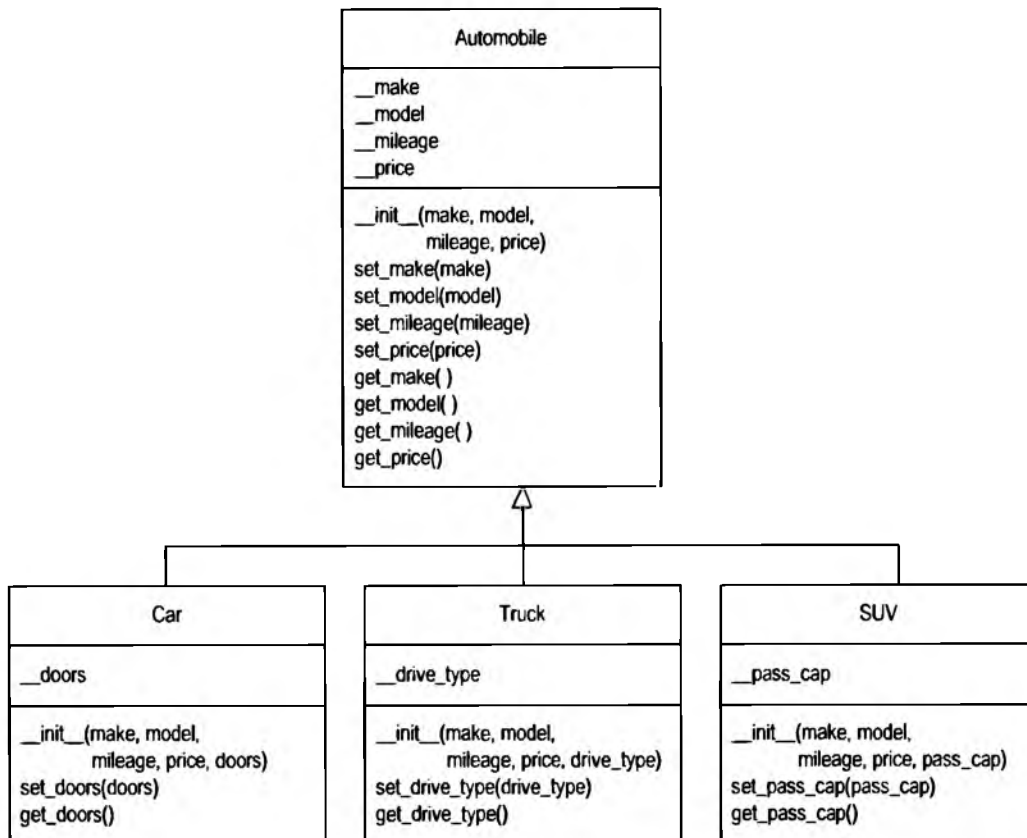 Automobile
__make
__model
__mileage
__price
__init__(make, model,
mileage, price)
set_make(make)
set_model(model)
set_mileage(mileage)
set_price(price)
get_make( )
get_model( )
get_mileage( )
get_price()
Car
__doors
__init__(make, model,
mileage, price, doors)
set_doors(doors)
get_doors()
Truck
__drive_type
__init__(make, model,
mileage, price, drive_type)
set_drive_type(drive_type)
get_drive_type()
SUV
__pass_cap
__init__(make, model,
mileage, price, pass_cap)
set_pass_cap(pass_cap)
get_pass_cap()